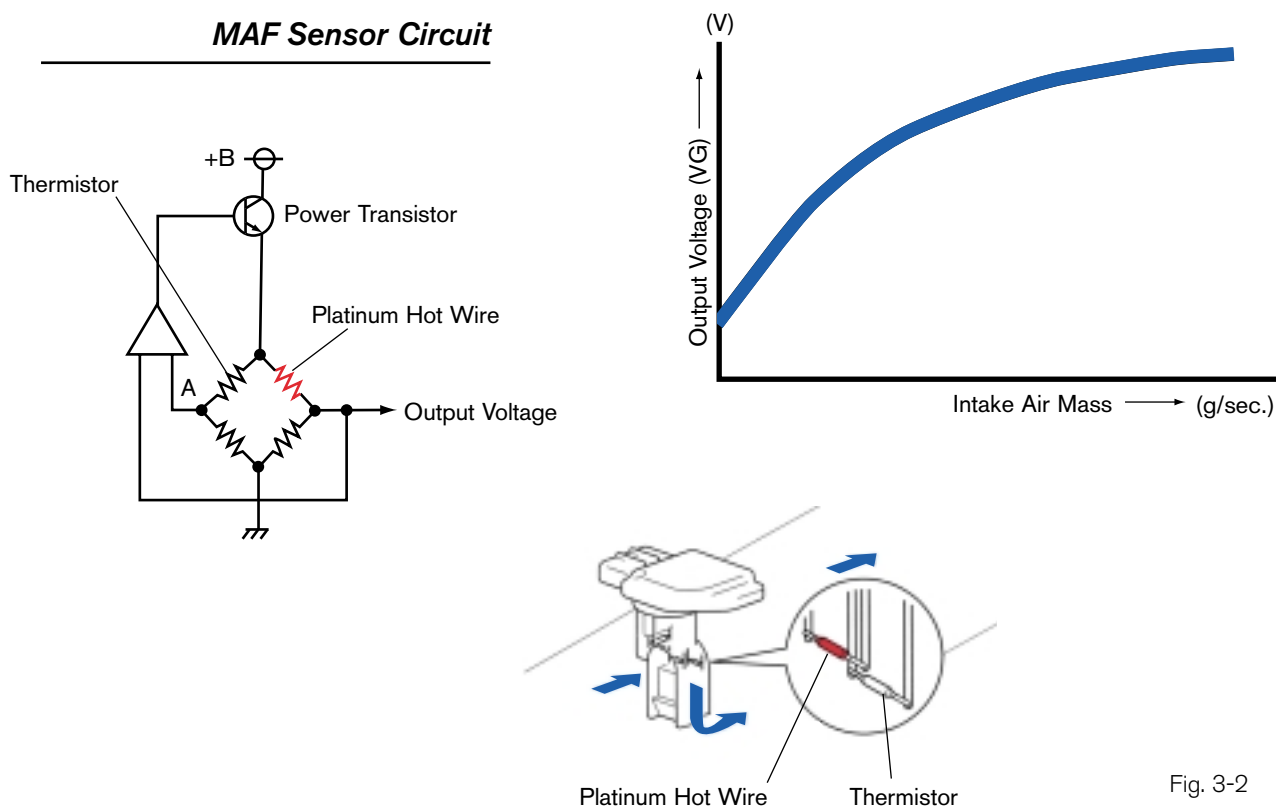 MAF Sensor Circuit
+B
Thermistor
Power Transistor
Platinum Hot Wire
A
Output Voltage
(V)
Output Voltage (VG)
Intake Air Mass (g/sec.)
Platinum Hot Wire
Thermistor
Fig. 3-2